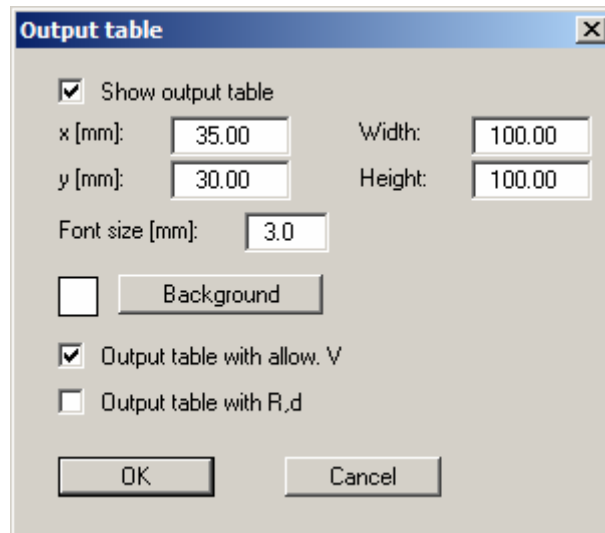 Output table
Show output table
x [mm]: 35.00 Width: 100.00
y [mm]: 30.00 Height: 100.00
Font size [mm]: 3.0
Background
Output table with allow. V
Output table with R,d
OK Cancel